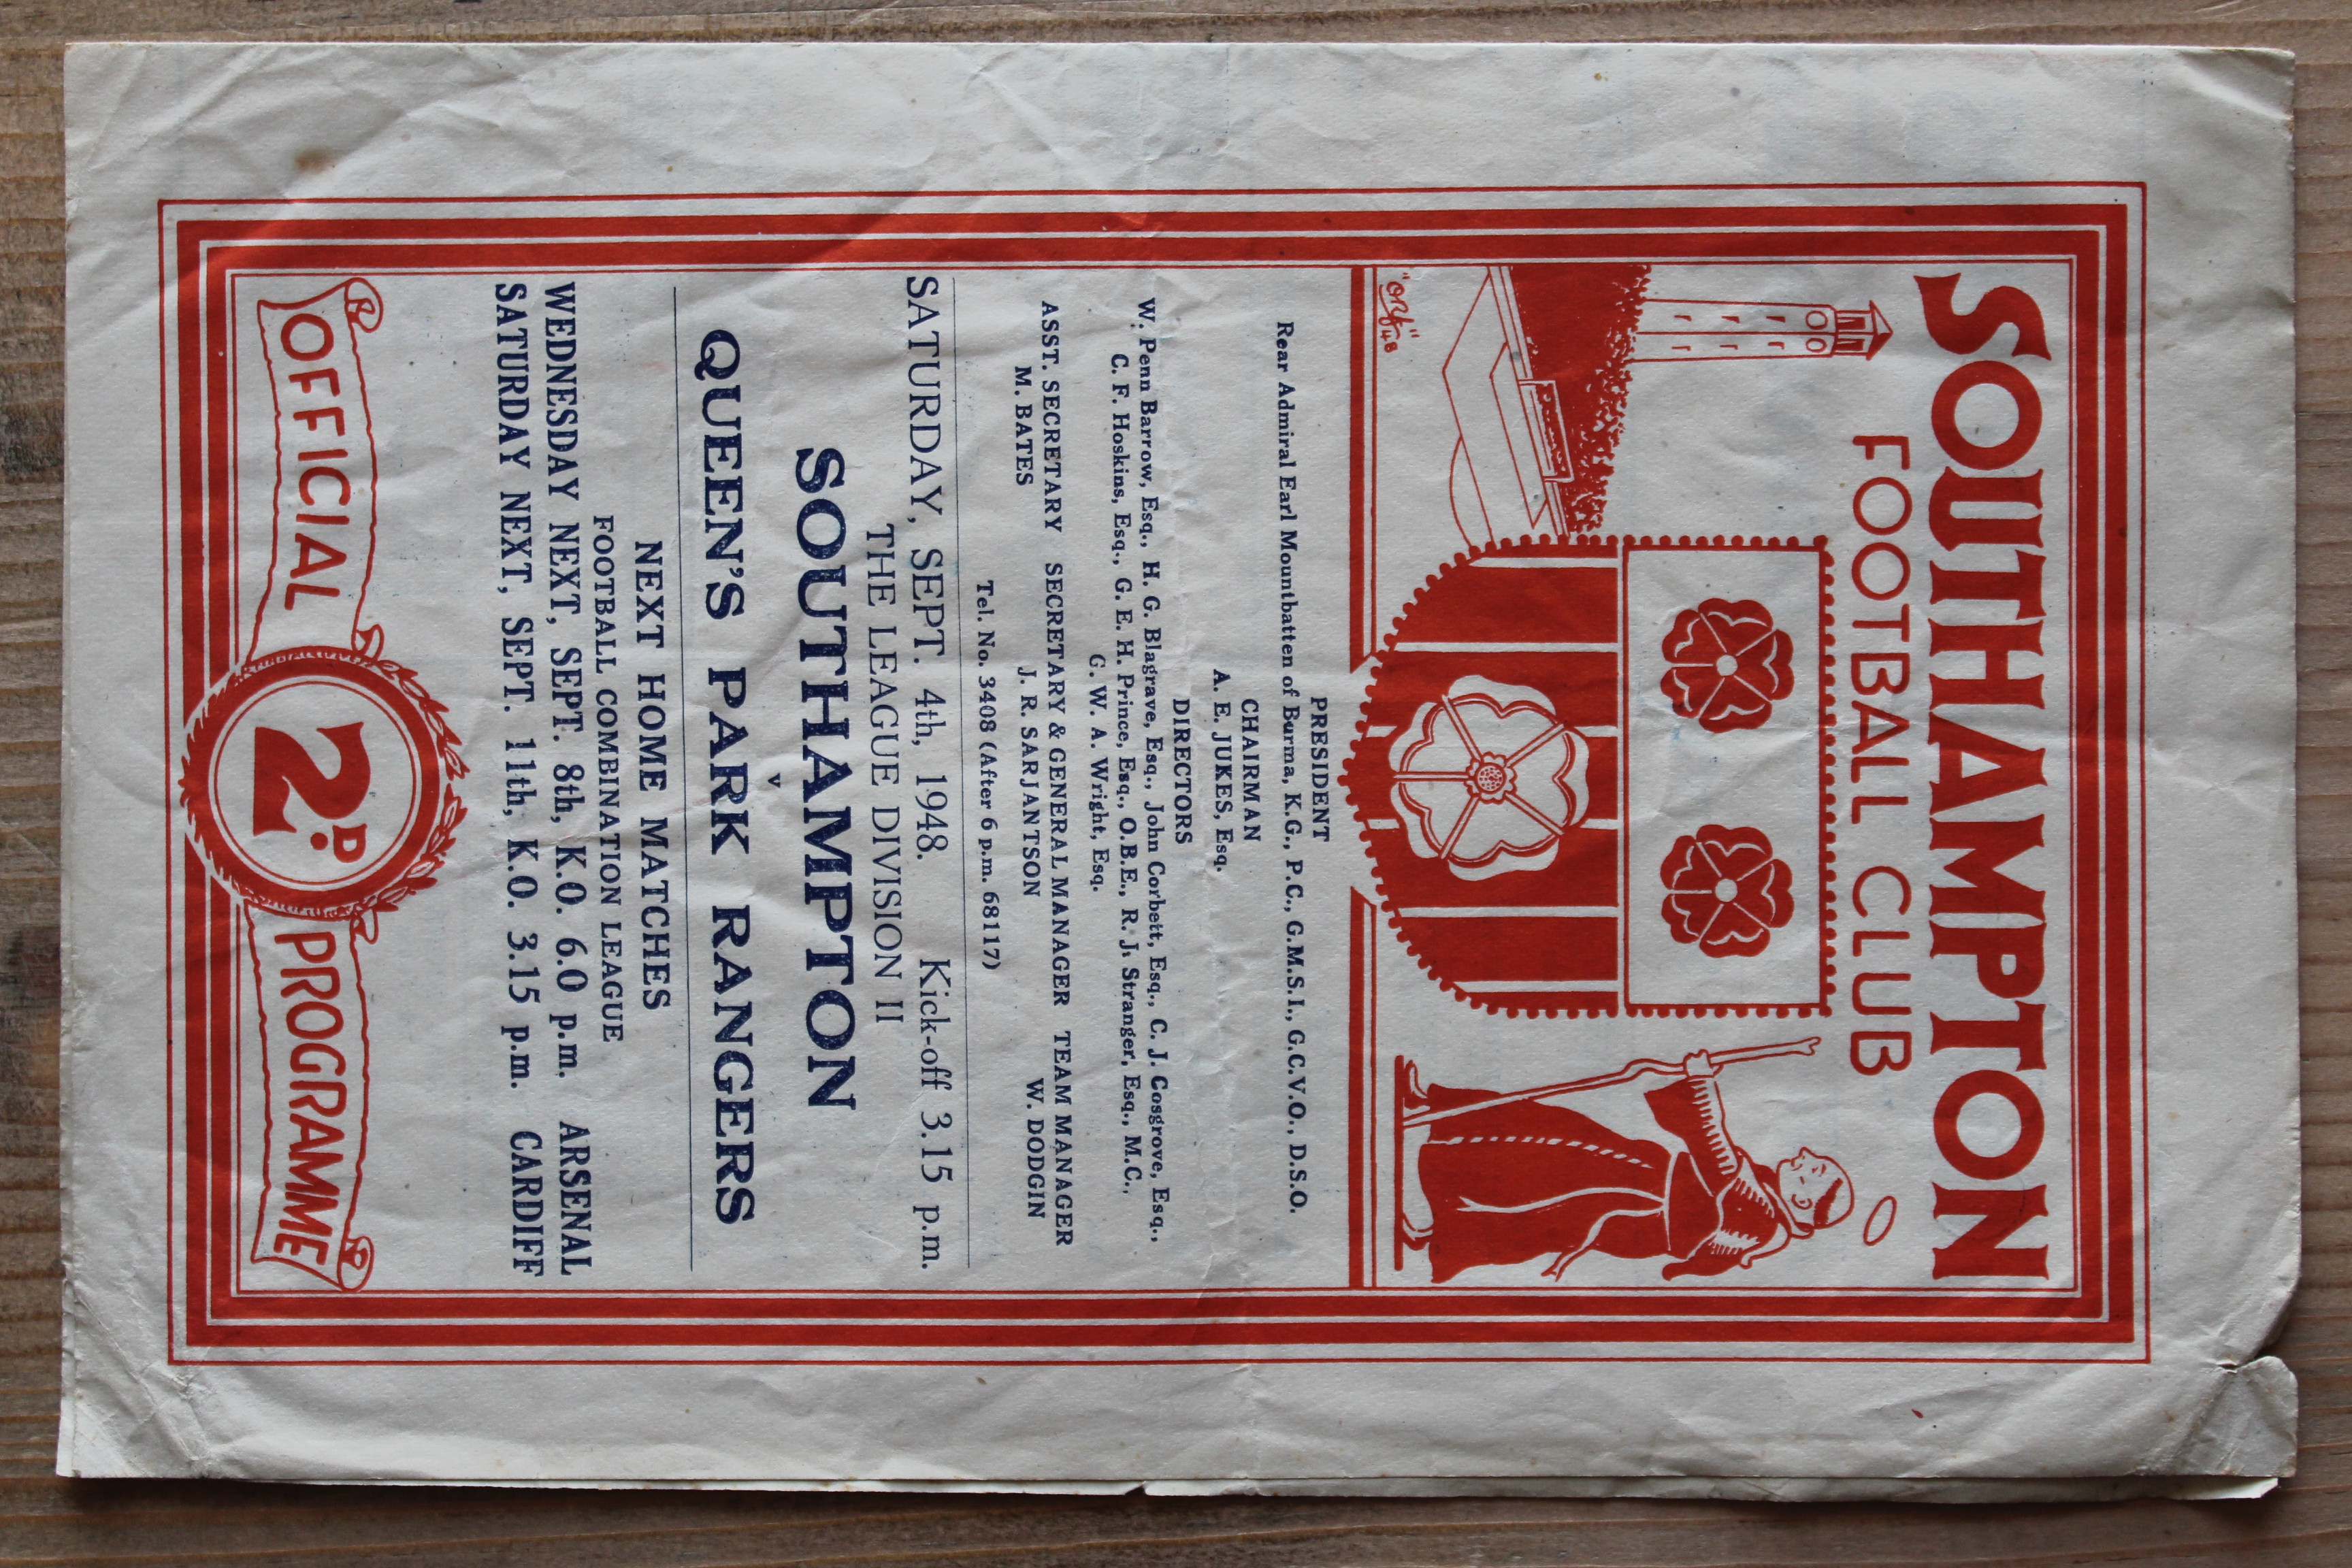 SOUTHAMPTON
FOOTBALL CLUB
"ORF" 48
PRESIDENT
Rear Admiral Earl Mountbatten of Burma, K.G., P.C., G.M.S.I., G.C.V.O., D.S.O.
CHAIRMAN
A. E. JUKES, Esq.
DIRECTORS
W. Penn Barrow, Esq., H. G. Blagrave, Esq., John Corbett, Esq., C. J. Cosgrove, Esq.,
C. F. Hoskins, Esq., G. E. H. Prince, Esq., O.B.E., R. J. Stranger, Esq., M.C.,
G. W. A. Wright, Esq.
ASST. SECRETARY SECRETARY & GENERAL MANAGER TEAM MANAGER
M. BATES J. R. SARJANTSON W. DODGIN
Tel. No. 3408 (After 6 p.m. 68117)
SATURDAY, SEPT. 4th, 1948. Kick-off 3.15 p.m.
THE LEAGUE DIVISION II
SOUTHAMPTON
v
QUEEN'S PARK RANGERS
NEXT HOME MATCHES
FOOTBALL COMBINATION LEAGUE
WEDNESDAY NEXT, SEPT. 8th, K.O. 6.0 p.m. ARSENAL
SATURDAY NEXT, SEPT. 11th, K.O. 3.15 p.m. CARDIFF
OFFICIAL 2D. PROGRAMME